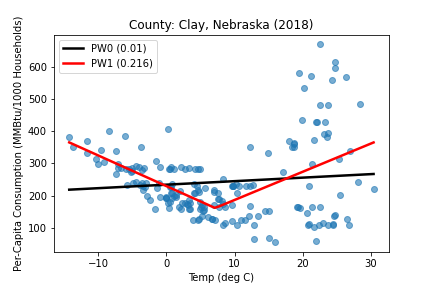 County: Clay, Nebraska (2018)
PW0 (0.01)
PW1 (0.216)
Per-Capita Consumption (MMBtu/1000 Households)
600
500
400
300
200
100
−10 0 10 20 30
Temp (deg C)